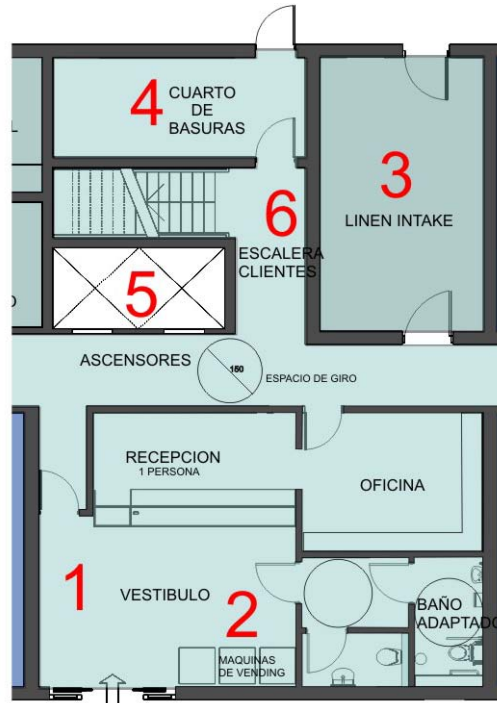 4
CUARTO
DE
BASURAS
3
LINEN INTAKE
6
ESCALERA
CLIENTES
5
ASCENSORES
150
ESPACIO DE GIRO
RECEPCION
1 PERSONA
OFICINA
1
VESTIBULO
2
BAÑO
ADAPTADO
MAQUINAS
DE VENDING